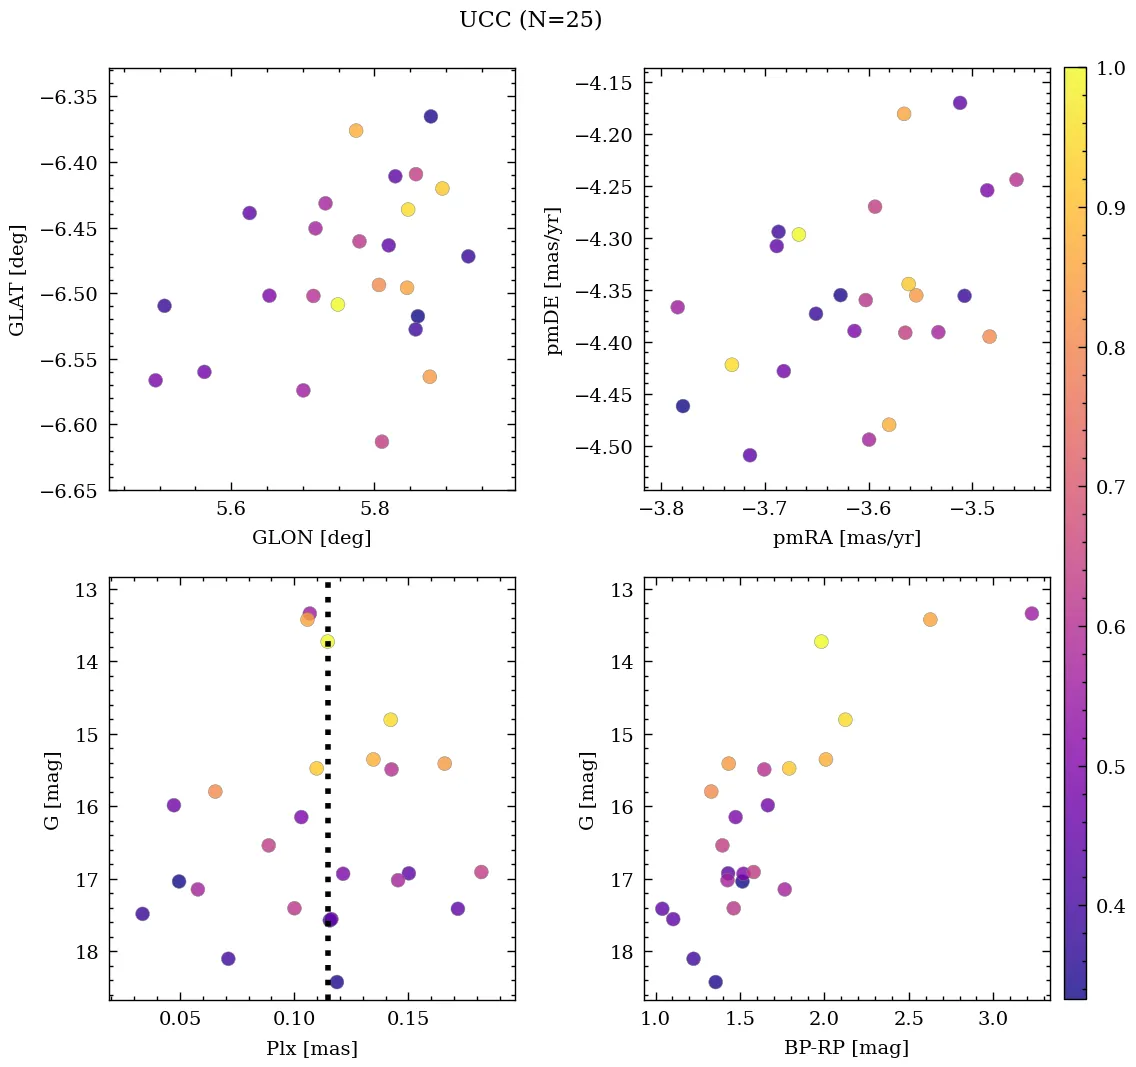 UCC (N=25)
−6.35
−6.40
−6.45
−6.50
−6.55
−6.60
−6.65
GLAT [deg]
5.6 5.8
GLON [deg]
−4.15
−4.20
−4.25
−4.30
−4.35
−4.40
−4.45
−4.50
pmDE [mas/yr]
−3.8 −3.7 −3.6 −3.5
pmRA [mas/yr]
13
14
15
16
17
18
G [mag]
0.05 0.10 0.15
Plx [mas]
13
14
15
16
17
18
G [mag]
1.0 1.5 2.0 2.5 3.0
BP-RP [mag]
1.0
0.9
0.8
0.7
0.6
0.5
0.4